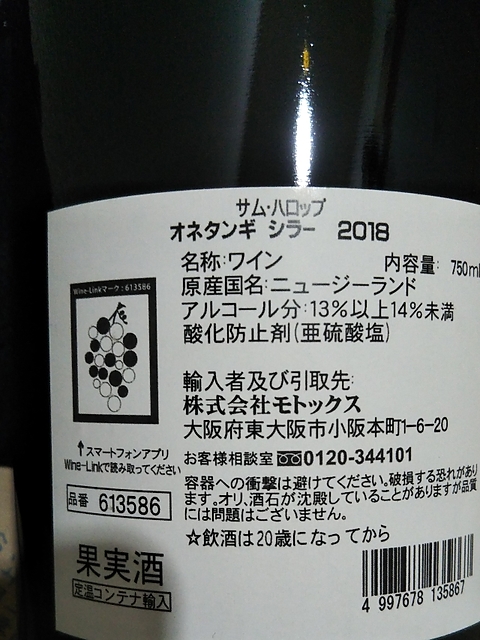 サム・ハロップ
オネタンギ シラー 2018
名称:ワイン 内容量: 750ml
原産国名:ニュージーランド
アルコール分:13%以上14%未満
酸化防止剤(亜硫酸塩)
Wine-Linkマーク:613586
輸入者及び引取先:
株式会社モトックス
大阪府東大阪市小阪本町1-6-20
お客様相談室 0120-344101
↑スマートフォンアプリ
Wine-Linkで読み取ってください
容器への衝撃は避けてください。破損する恐れがあり
ます。オリ、酒石が沈殿していることがありますが品質
には問題はございません。
品番 613586
☆飲酒は20歳になってから
果実酒
定温コンテナ輸入
4 997678 135867